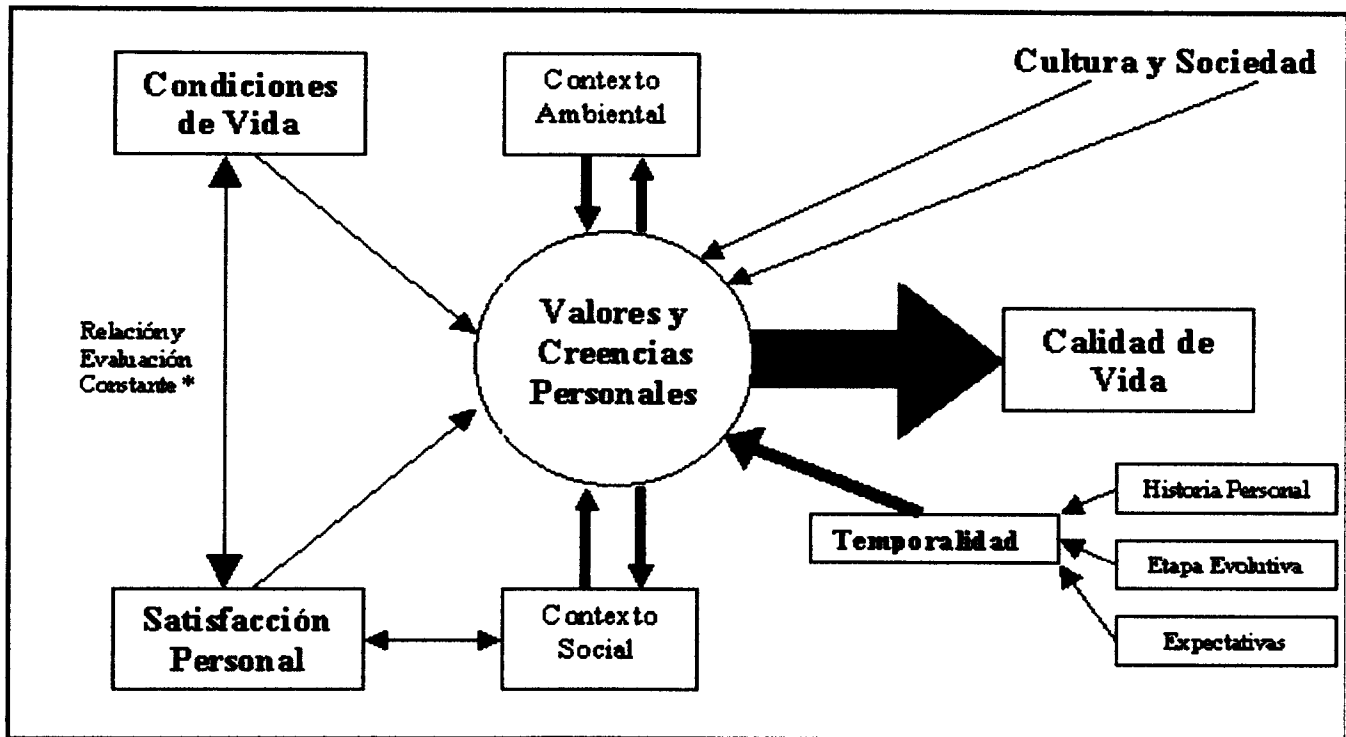 Condiciones
de Vida
Contexto
Ambiental
Cultura y Sociedad
Relación y
Evaluación
Constante *
Valores y
Creencias
Personales
Calidad de
Vida
Historia Personal
Temporalidad
Etapa Evolutiva
Expectativas
Satisfacción
Personal
Contexto
Social